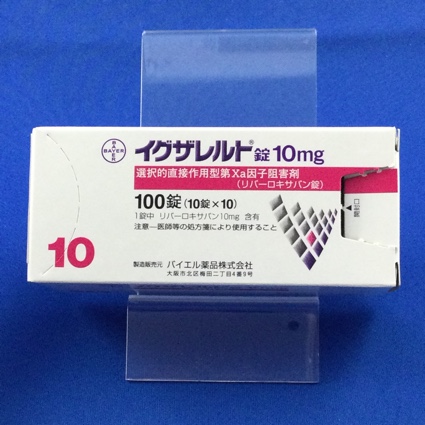 BAYER
BAYER
イグザレルト®錠10mg
選択的直接作用型第Xa因子阻害剤
(リバーロキサバン錠)
100錠(10錠×10)
1錠中 リバーロキサバン10mg 含有
注意－医師等の処方箋により使用すること
開封口
10
製造販売元 バイエル薬品株式会社
大阪市北区梅田二丁目4番9号